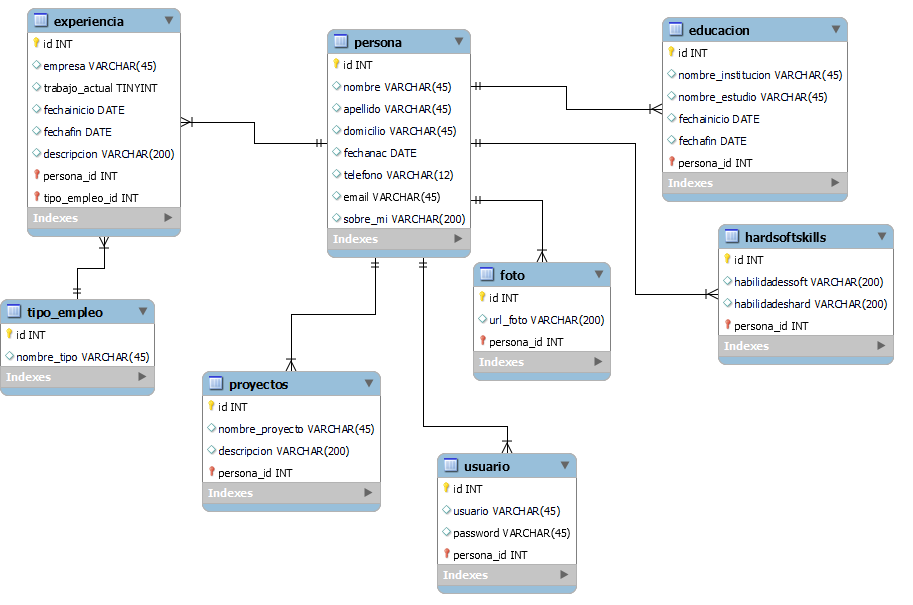 experiencia
id INT
empresa VARCHAR(45)
trabajo_actual TINYINT
fechainicio DATE
fechafin DATE
descripcion VARCHAR(200)
persona_id INT
tipo_empleo_id INT
Indexes
persona
id INT
nombre VARCHAR(45)
apellido VARCHAR(45)
domicilio VARCHAR(45)
fechanac DATE
telefono VARCHAR(12)
email VARCHAR(45)
sobre_mi VARCHAR(200)
Indexes
educacion
id INT
nombre_institucion VARCHAR(45)
nombre_estudio VARCHAR(45)
fechainicio DATE
fechafin DATE
persona_id INT
Indexes
hardsoftskills
id INT
habilidadessoft VARCHAR(200)
habilidadeshard VARCHAR(200)
persona_id INT
Indexes
foto
id INT
url_foto VARCHAR(200)
persona_id INT
Indexes
tipo_empleo
id INT
nombre_tipo VARCHAR(45)
Indexes
proyectos
id INT
nombre_proyecto VARCHAR(45)
descripcion VARCHAR(200)
persona_id INT
Indexes
usuario
id INT
usuario VARCHAR(45)
password VARCHAR(45)
persona_id INT
Indexes